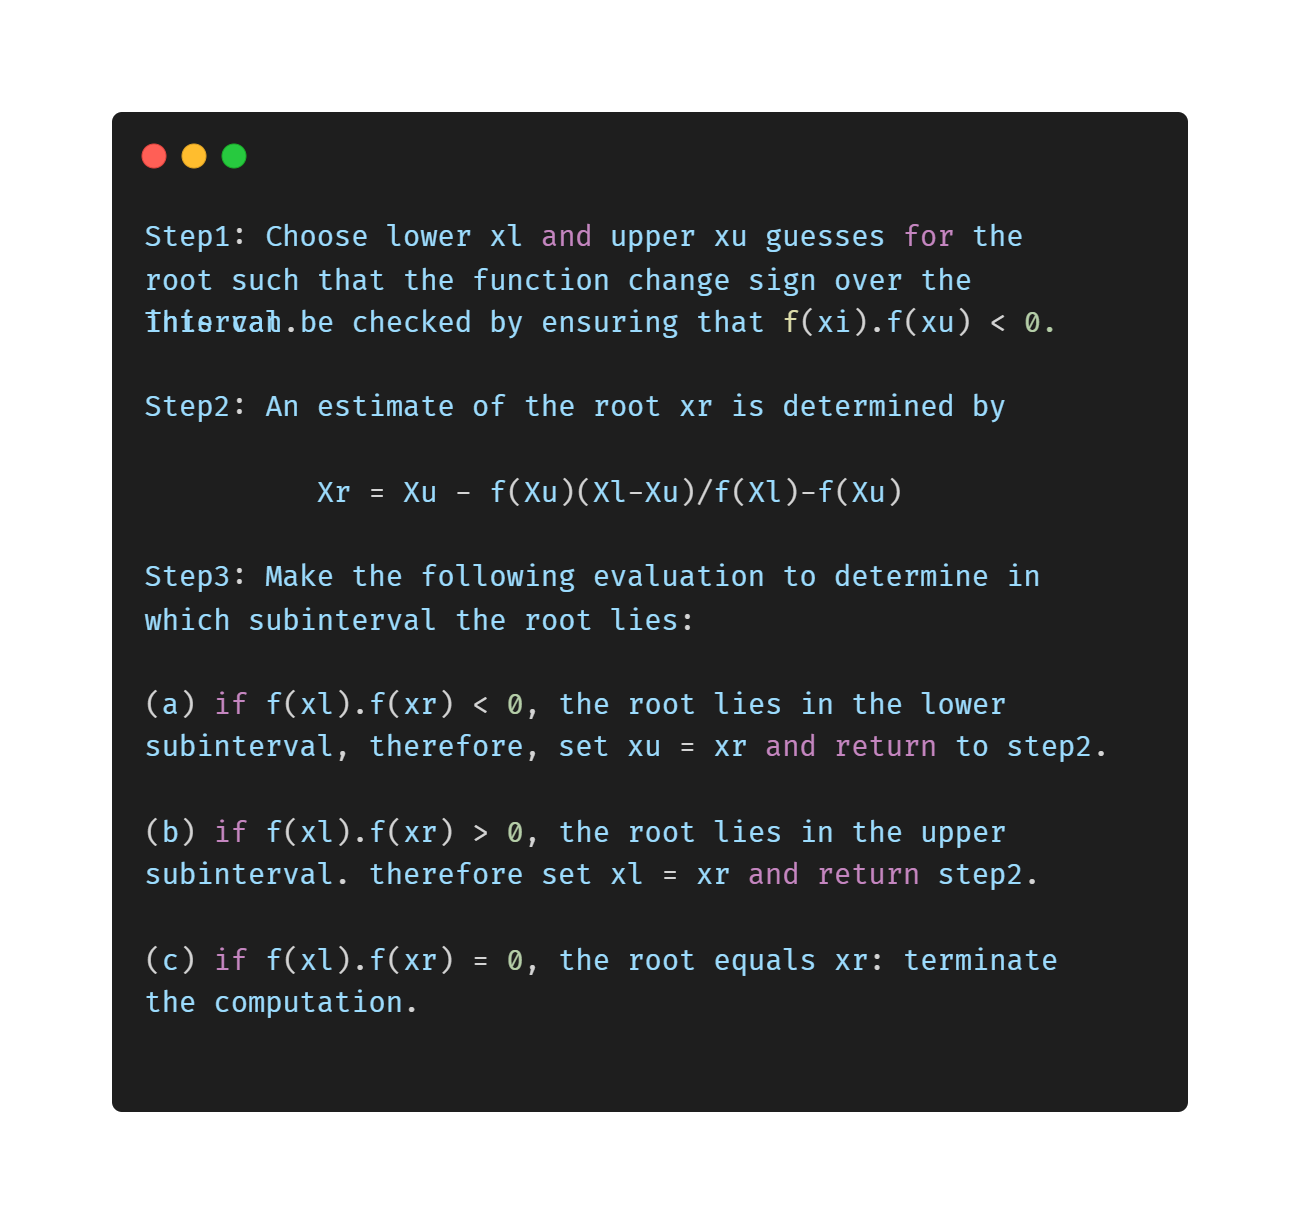 Step1: Choose lower xl and upper xu guesses for the
root such that the function change sign over the
interval.
This can be checked by ensuring that f(xi).f(xu) < 0.
Step2: An estimate of the root xr is determined by
Xr = Xu - f(Xu)(Xl-Xu)/f(Xl)-f(Xu)
Step3: Make the following evaluation to determine in
which subinterval the root lies:
(a) if f(xl).f(xr) < 0, the root lies in the lower
subinterval, therefore, set xu = xr and return to step2.
(b) if f(xl).f(xr) > 0, the root lies in the upper
subinterval. therefore set xl = xr and return step2.
(c) if f(xl).f(xr) = 0, the root equals xr: terminate
the computation.